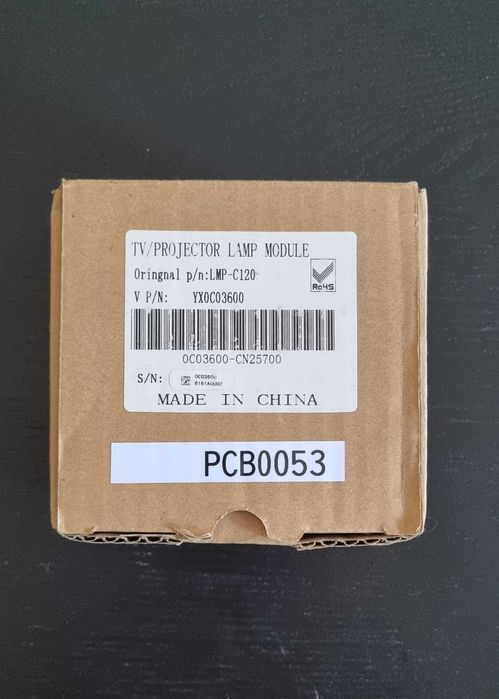 TV/PROJECTOR LAMP MODULE
Oringnal p/n:LMP-C120
V P/N: YX0C03600
RoHS
0C03600-CN25700
S/N:
MADE IN CHINA
PCB0053